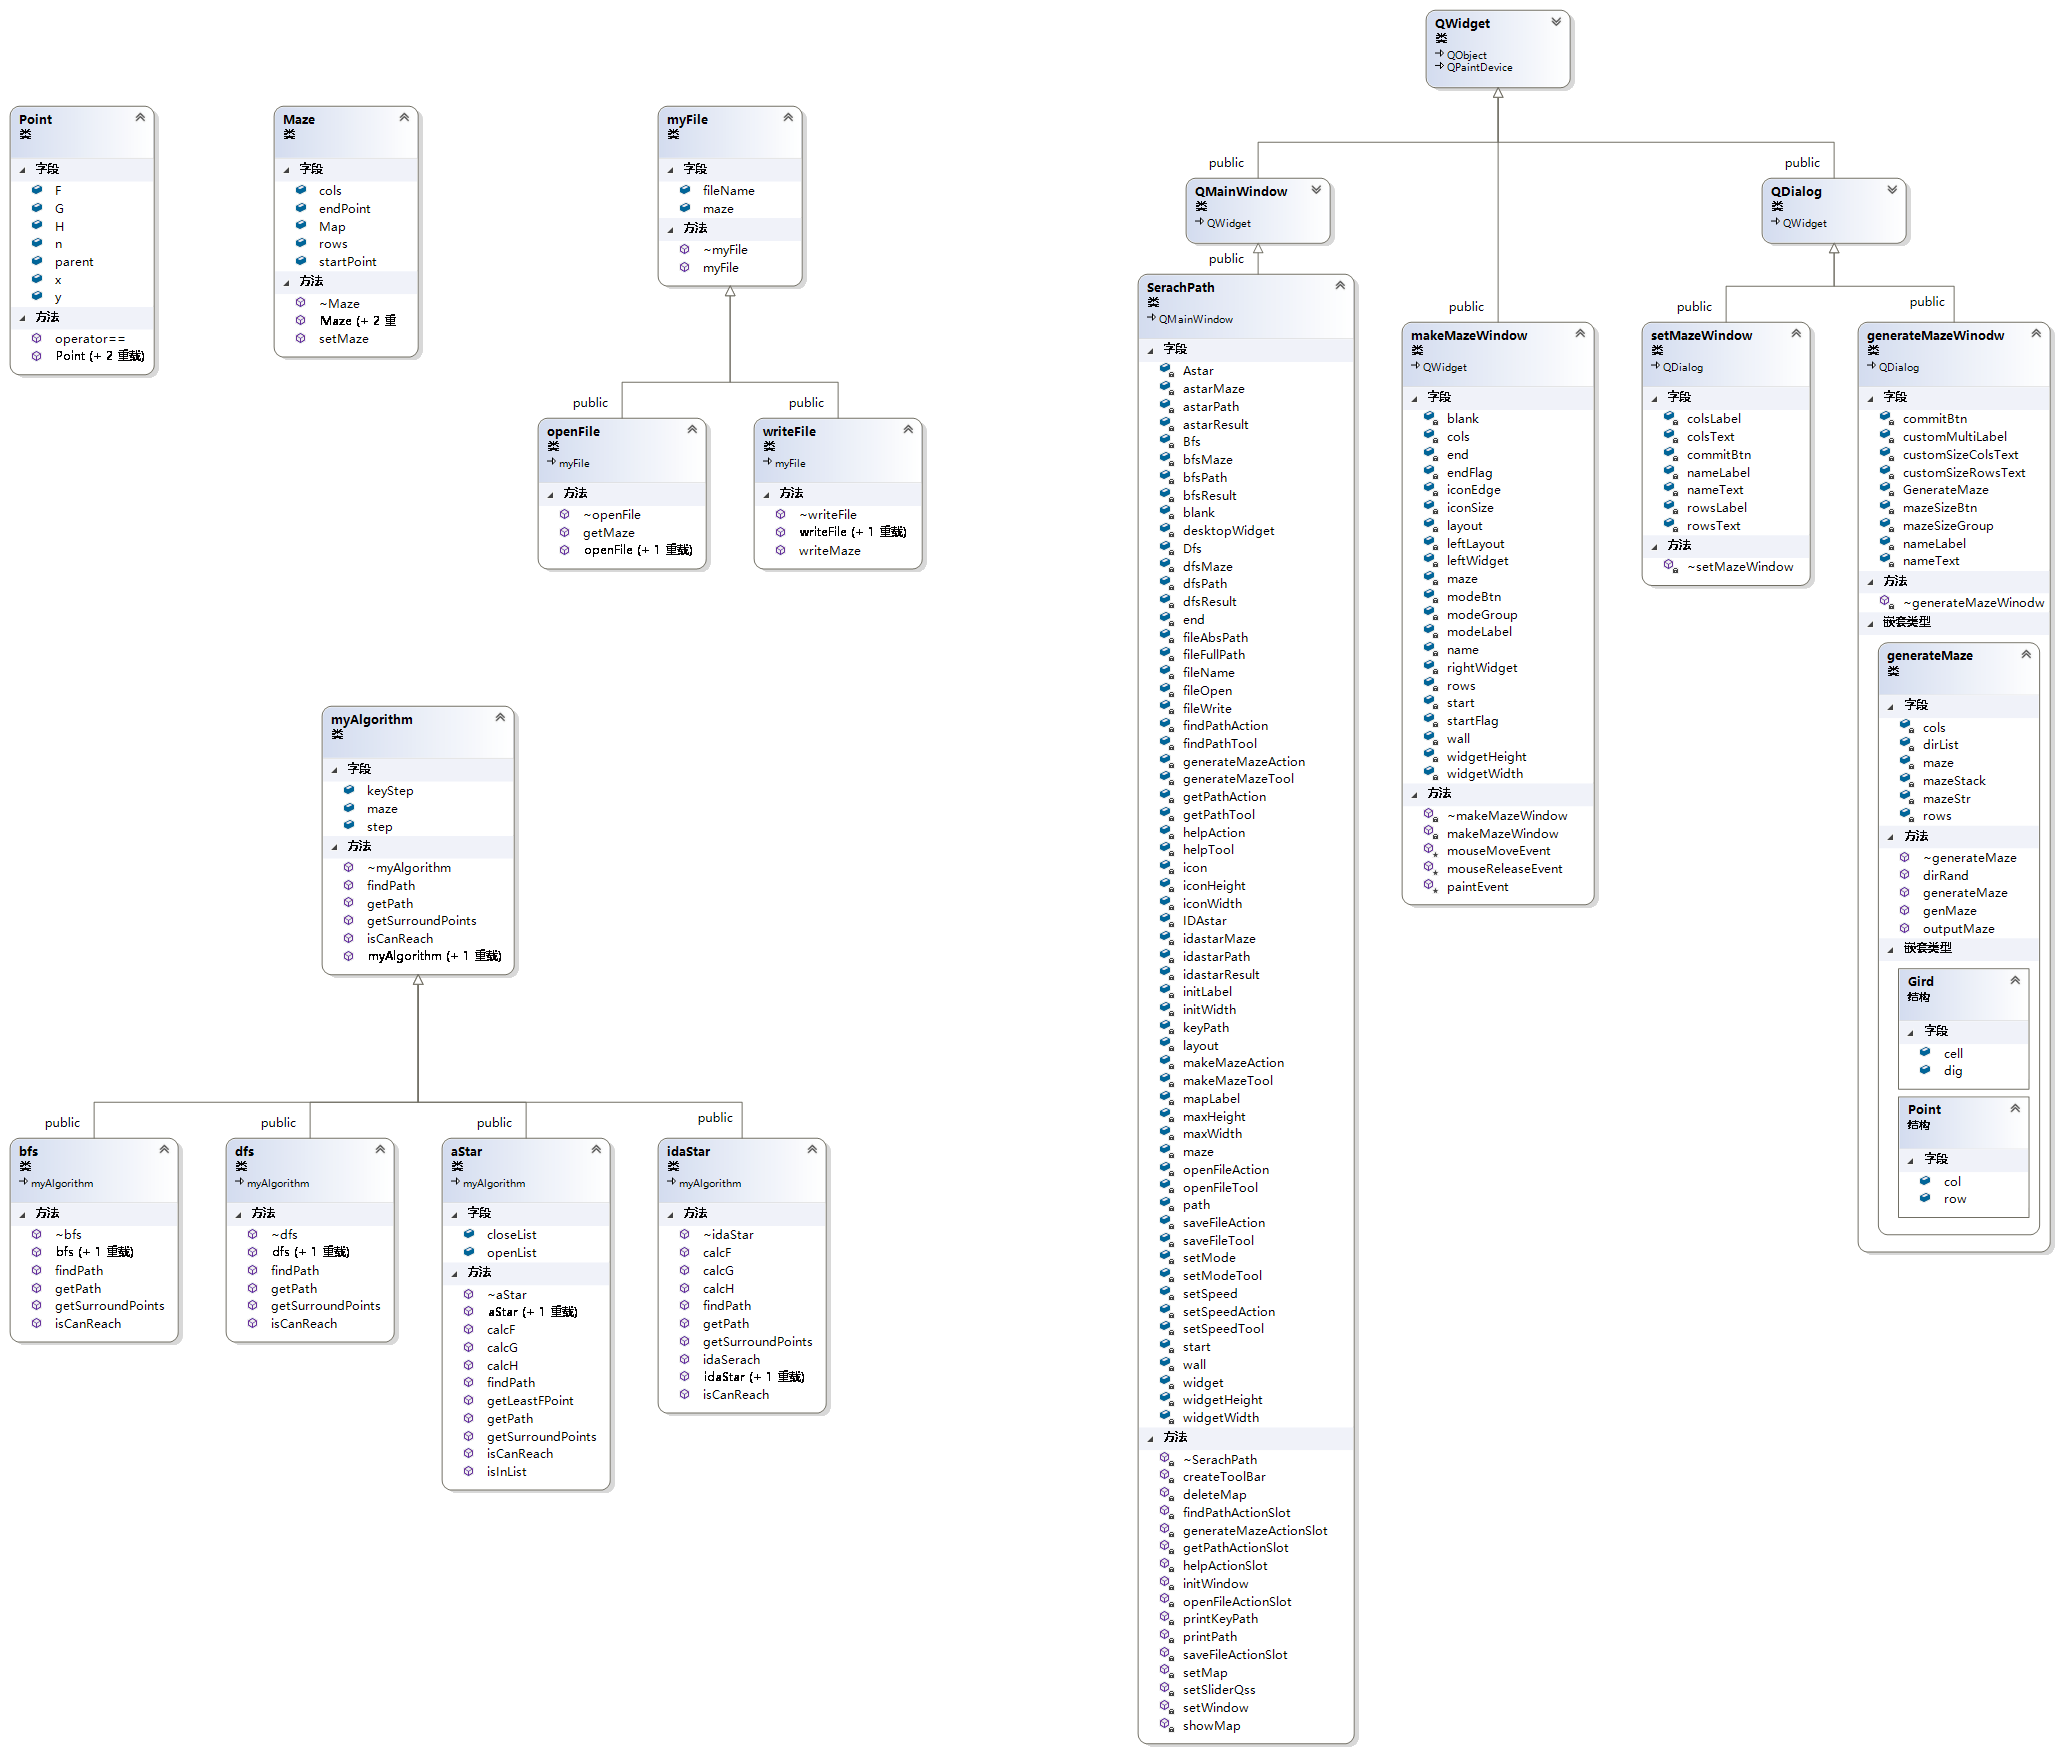 Point
类
字段
F
G
H
n
parent
x
y
方法
operator==
Point (+ 2 重载)
Maze
类
字段
cols
endPoint
Map
rows
startPoint
方法
~Maze
Maze (+ 2 重
setMaze
myFile
类
字段
fileName
maze
方法
~myFile
myFile
public
public
openFile
类
myFile
方法
~openFile
getMaze
openFile (+ 1 重载)
writeFile
类
myFile
方法
~writeFile
writeFile (+ 1 重载)
writeMaze
myAlgorithm
类
字段
keyStep
maze
step
方法
~myAlgorithm
findPath
getPath
getSurroundPoints
isCanReach
myAlgorithm (+ 1 重载)
public
public
public
public
bfs
类
myAlgorithm
方法
~bfs
bfs (+ 1 重载)
findPath
getPath
getSurroundPoints
isCanReach
dfs
类
myAlgorithm
方法
~dfs
dfs (+ 1 重载)
findPath
getPath
getSurroundPoints
isCanReach
aStar
类
myAlgorithm
字段
closeList
openList
方法
~aStar
aStar (+ 1 重载)
calcF
calcG
calcH
findPath
getLeastFPoint
getPath
getSurroundPoints
isCanReach
isInList
idaStar
类
myAlgorithm
方法
~idaStar
calcF
calcG
calcH
findPath
getPath
getSurroundPoints
idaSerach
idaStar (+ 1 重载)
isCanReach
QWidget
类
QObject
QPaintDevice
public
public
QMainWindow
类
QWidget
QDialog
类
QWidget
public
public
public
public
SerachPath
类
QMainWindow
字段
Astar
astarMaze
astarPath
astarResult
Bfs
bfsMaze
bfsPath
bfsResult
blank
desktopWidget
Dfs
dfsMaze
dfsPath
dfsResult
end
fileAbsPath
fileFullPath
fileName
fileOpen
fileWrite
findPathAction
findPathTool
generateMazeAction
generateMazeTool
getPathAction
getPathTool
helpAction
helpTool
icon
iconHeight
iconWidth
IDAstar
idastarMaze
idastarPath
idastarResult
initLabel
initWidth
keyPath
layout
makeMazeAction
makeMazeTool
mapLabel
maxHeight
maxWidth
maze
openFileAction
openFileTool
path
saveFileAction
saveFileTool
setMode
setModeTool
setSpeed
setSpeedAction
setSpeedTool
start
wall
widget
widgetHeight
widgetWidth
方法
~SerachPath
createToolBar
deleteMap
findPathActionSlot
generateMazeActionSlot
getPathActionSlot
helpActionSlot
initWindow
openFileActionSlot
printKeyPath
printPath
saveFileActionSlot
setMap
setSliderQss
setWindow
showMap
makeMazeWindow
类
QWidget
字段
blank
cols
end
endFlag
iconEdge
iconSize
layout
leftLayout
leftWidget
maze
modeBtn
modeGroup
modeLabel
name
rightWidget
rows
start
startFlag
wall
widgetHeight
widgetWidth
方法
~makeMazeWindow
makeMazeWindow
mouseMoveEvent
mouseReleaseEvent
paintEvent
setMazeWindow
类
QDialog
字段
colsLabel
colsText
commitBtn
nameLabel
nameText
rowsLabel
rowsText
方法
~setMazeWindow
generateMazeWinodw
类
QDialog
字段
commitBtn
customMultiLabel
customSizeColsText
customSizeRowsText
GenerateMaze
mazeSizeBtn
mazeSizeGroup
nameLabel
nameText
方法
~generateMazeWinodw
嵌套类型
generateMaze
类
字段
cols
dirList
maze
mazeStack
mazeStr
rows
方法
~generateMaze
dirRand
generateMaze
genMaze
outputMaze
嵌套类型
Gird
结构
字段
cell
dig
Point
结构
字段
col
row